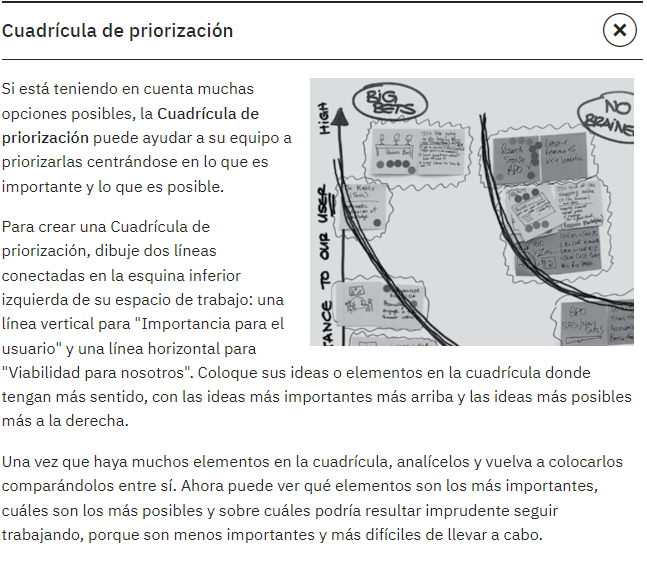 Cuadrícula de priorización
Si está teniendo en cuenta muchas
opciones posibles, la Cuadrícula de
priorización puede ayudar a su equipo a
priorizarlas centrándose en lo que es
importante y lo que es posible.
BIG
BETS
NO
HIGH
TO OUR USER
Para crear una Cuadrícula de
priorización, dibuje dos líneas
conectadas en la esquina inferior
izquierda de su espacio de trabajo: una
línea vertical para "Importancia para el
usuario" y una línea horizontal para
"Viabilidad para nosotros". Coloque sus ideas o elementos en la cuadrícula donde
tengan más sentido, con las ideas más importantes más arriba y las ideas más posibles
más a la derecha.
Una vez que haya muchos elementos en la cuadrícula, analícelos y vuelva a colocarlos
comparándolos entre sí. Ahora puede ver qué elementos son los más importantes,
cuáles son los más posibles y sobre cuáles podría resultar imprudente seguir
trabajando, porque son menos importantes y más difíciles de llevar a cabo.